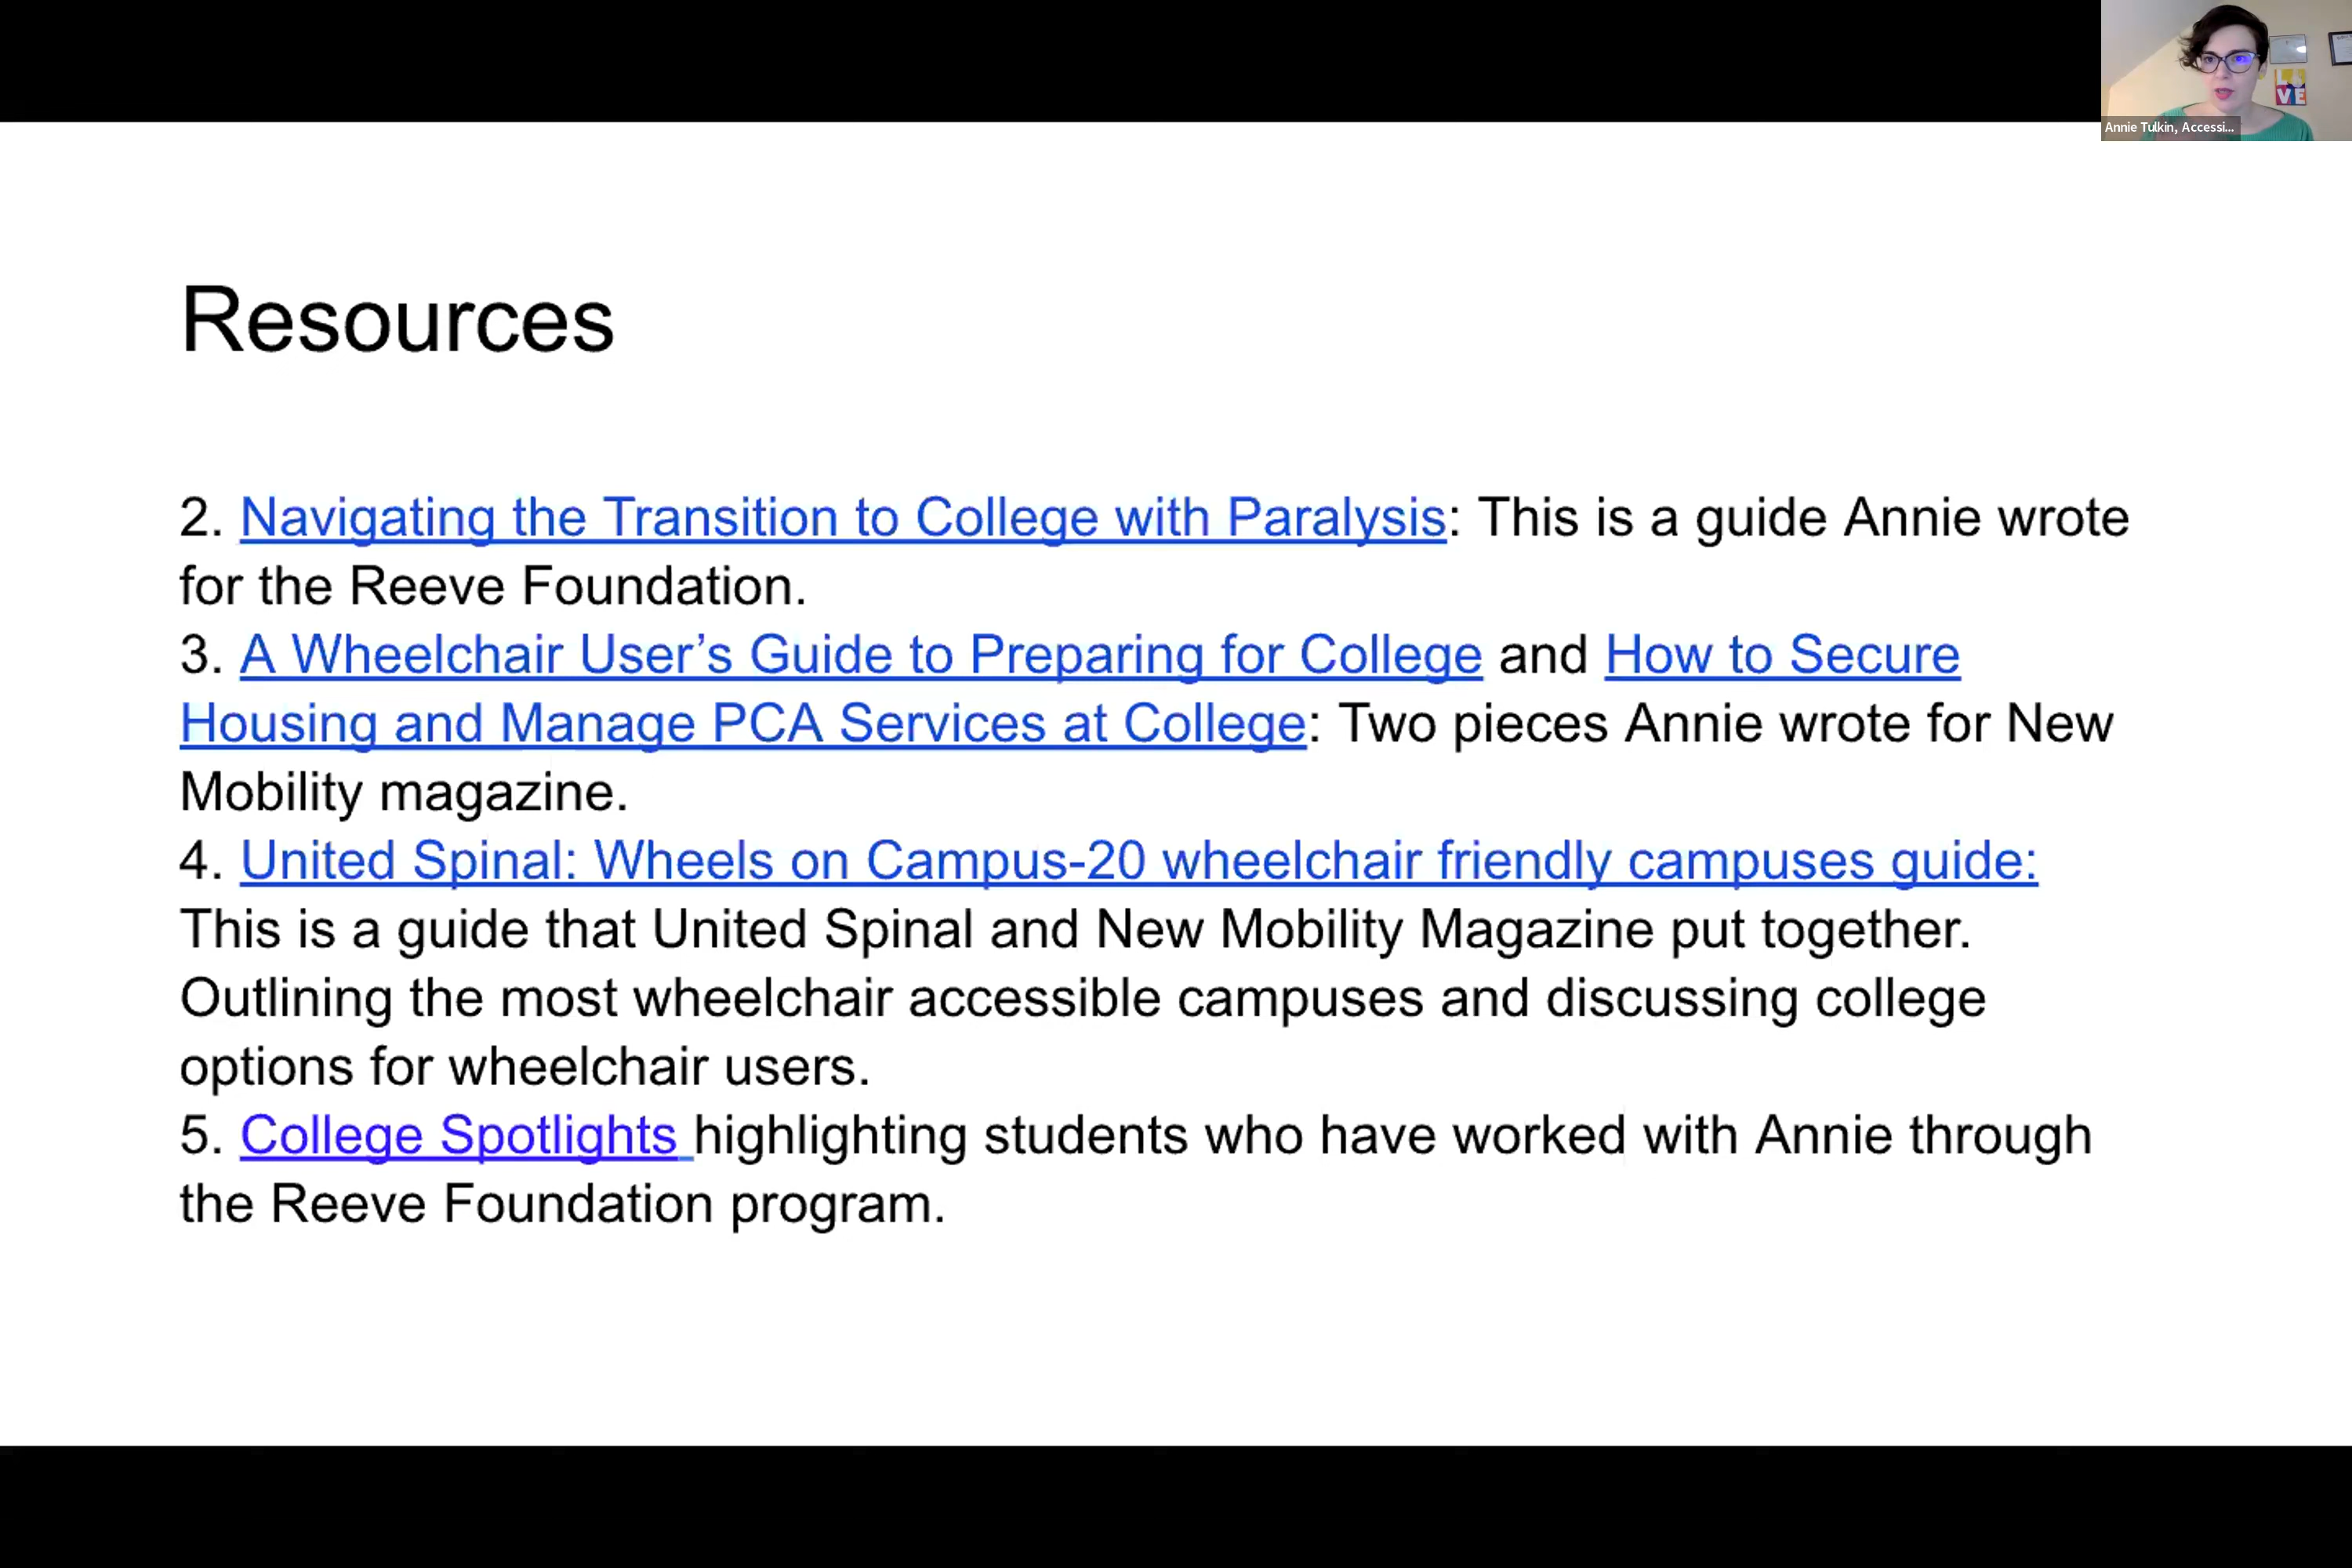 Annie Tulkin, Accessi...
Resources
2. Navigating the Transition to College with Paralysis: This is a guide Annie wrote
for the Reeve Foundation.
3. A Wheelchair User’s Guide to Preparing for College and How to Secure
Housing and Manage PCA Services at College: Two pieces Annie wrote for New
Mobility magazine.
4. United Spinal: Wheels on Campus-20 wheelchair friendly campuses guide:
This is a guide that United Spinal and New Mobility Magazine put together.
Outlining the most wheelchair accessible campuses and discussing college
options for wheelchair users.
5. College Spotlights highlighting students who have worked with Annie through
the Reeve Foundation program.